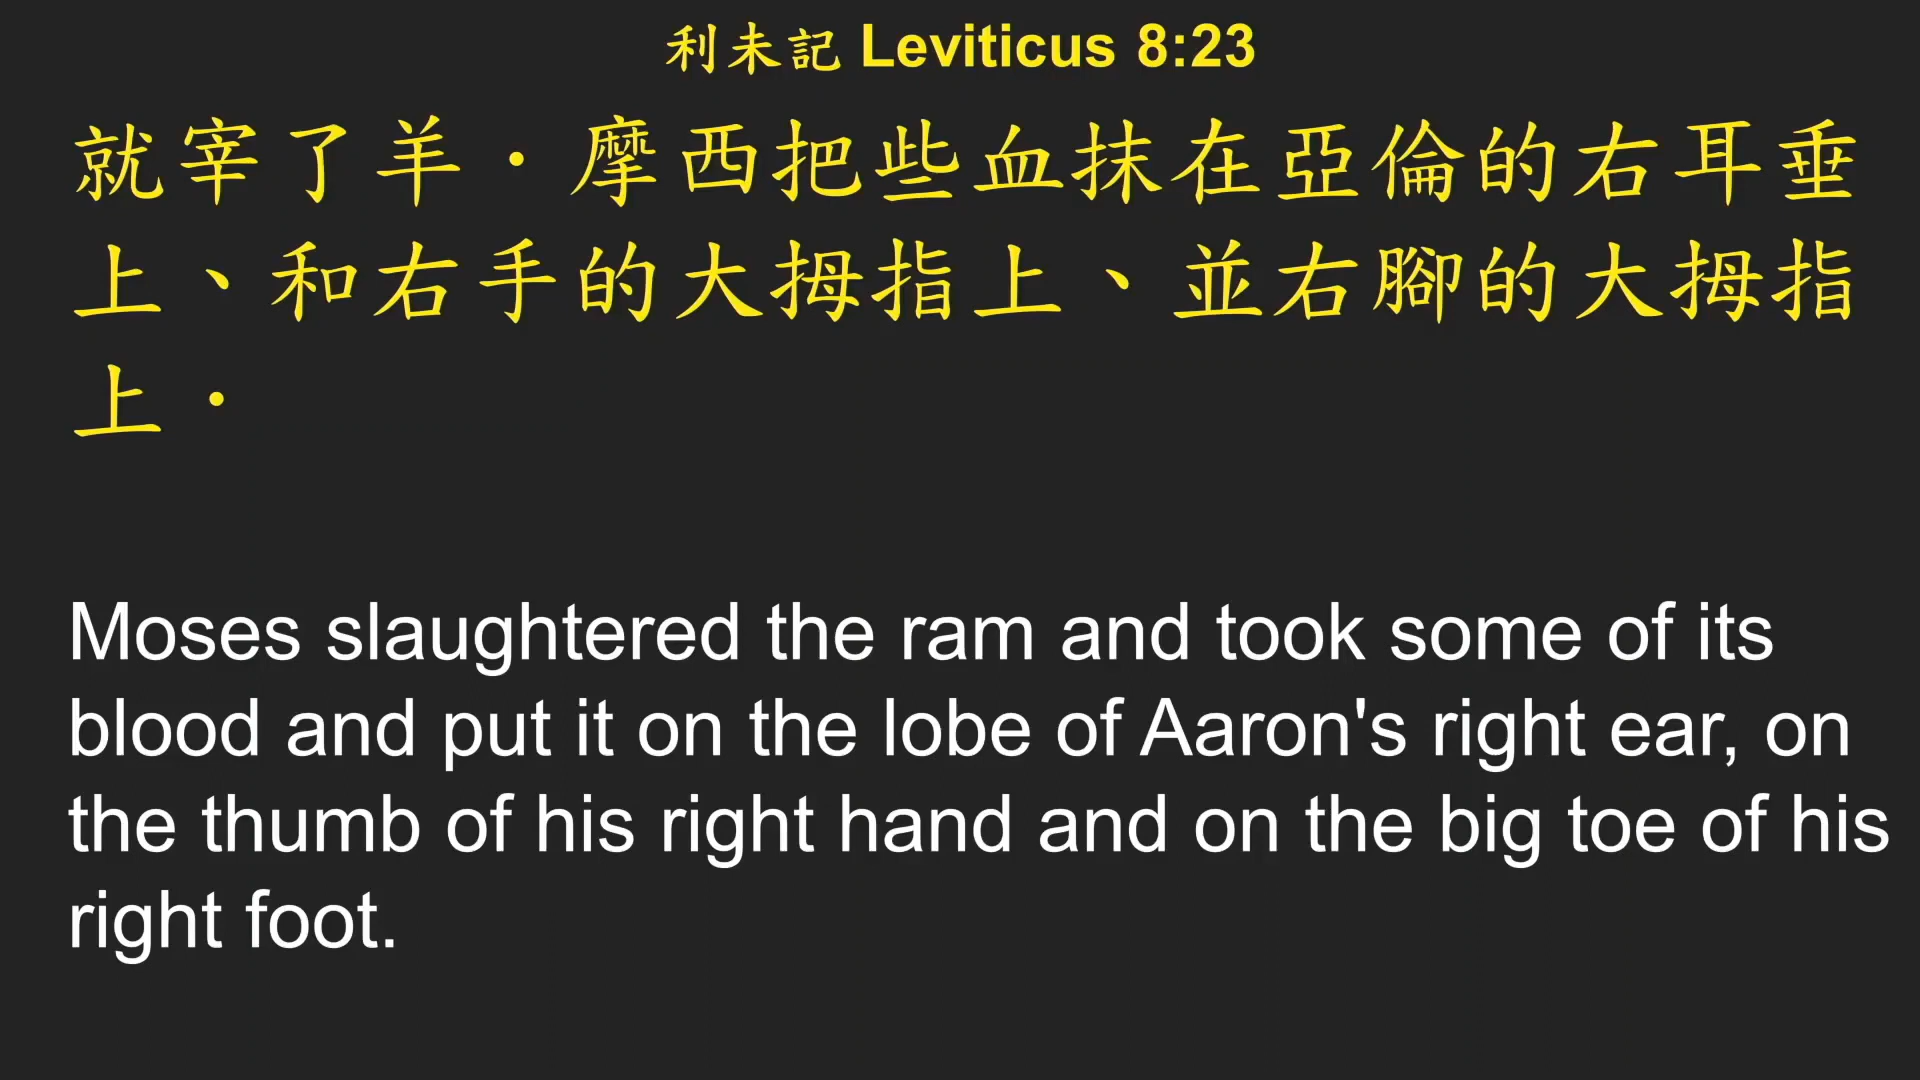 利未記 Leviticus 8:23
就宰了羊．摩西把些血抹在亞倫的右耳垂
上、和右手的大拇指上、並右腳的大拇指
上．
Moses slaughtered the ram and took some of its
blood and put it on the lobe of Aaron's right ear, on
the thumb of his right hand and on the big toe of his
right foot.